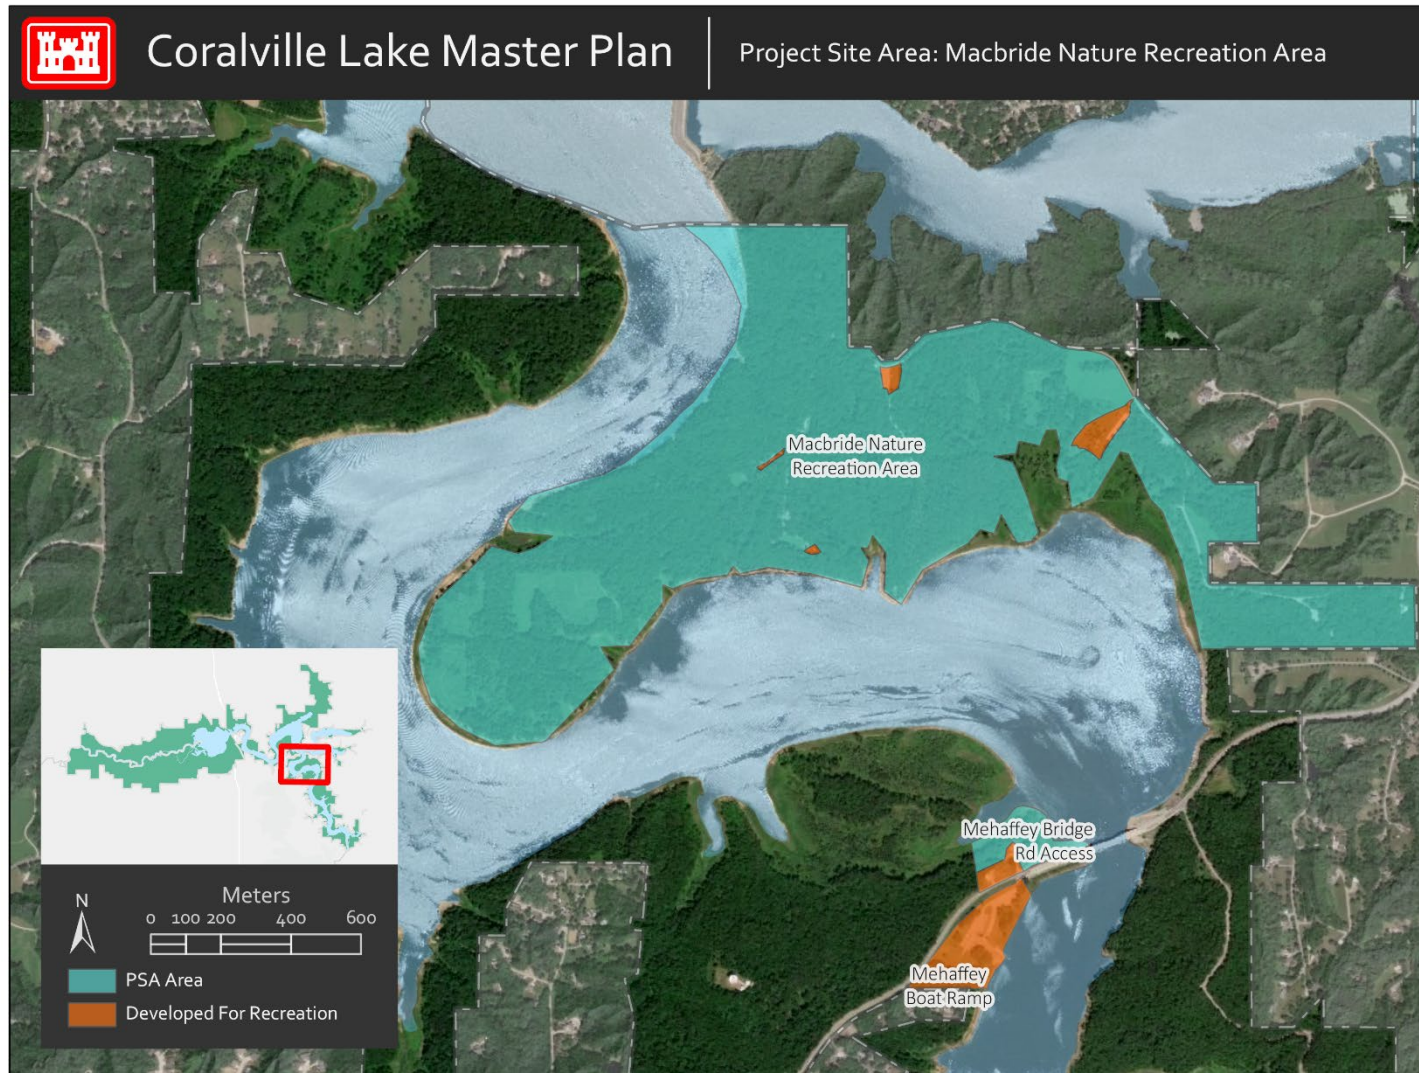 Coralville Lake Master Plan
Project Site Area: Macbride Nature Recreation Area
Macbride Nature
Recreation Area
Mehaffey Bridge
Rd Access
Mehaffey
Boat Ramp
N
Meters
0 100 200 400 600
PSA Area
Developed For Recreation